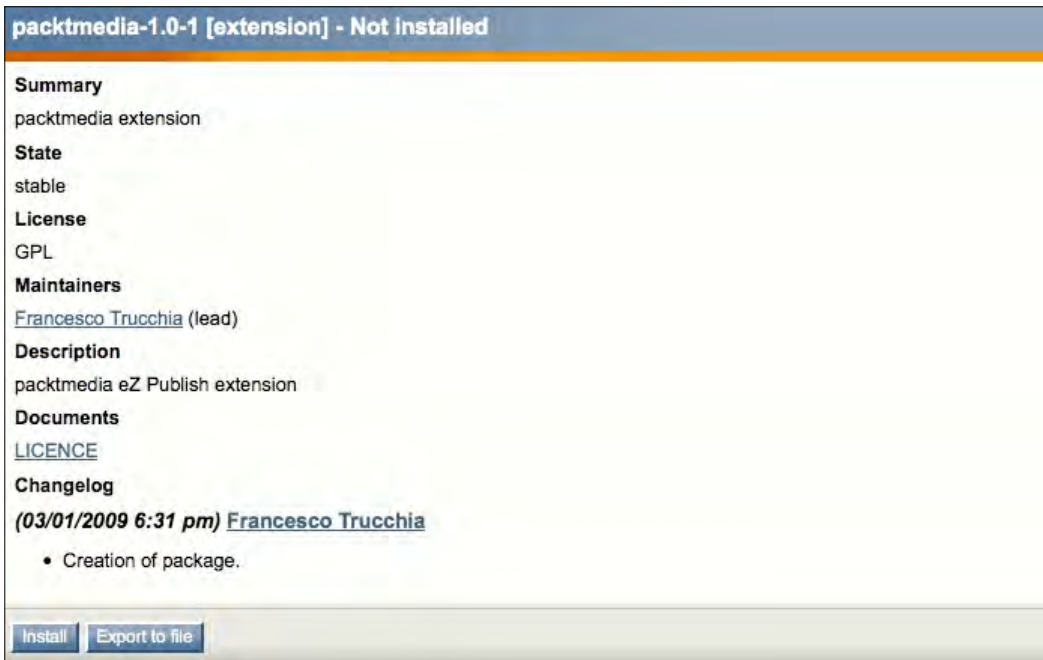 packtmedia-1.0-1 [extension] - Not installed
Summary
packtmedia extension
State
stable
License
GPL
Maintainers
Francesco Trucchia (lead)
Description
packtmedia eZ Publish extension
Documents
LICENCE
Changelog
(03/01/2009 6:31 pm) Francesco Trucchia
• Creation of package.
Install Export to file